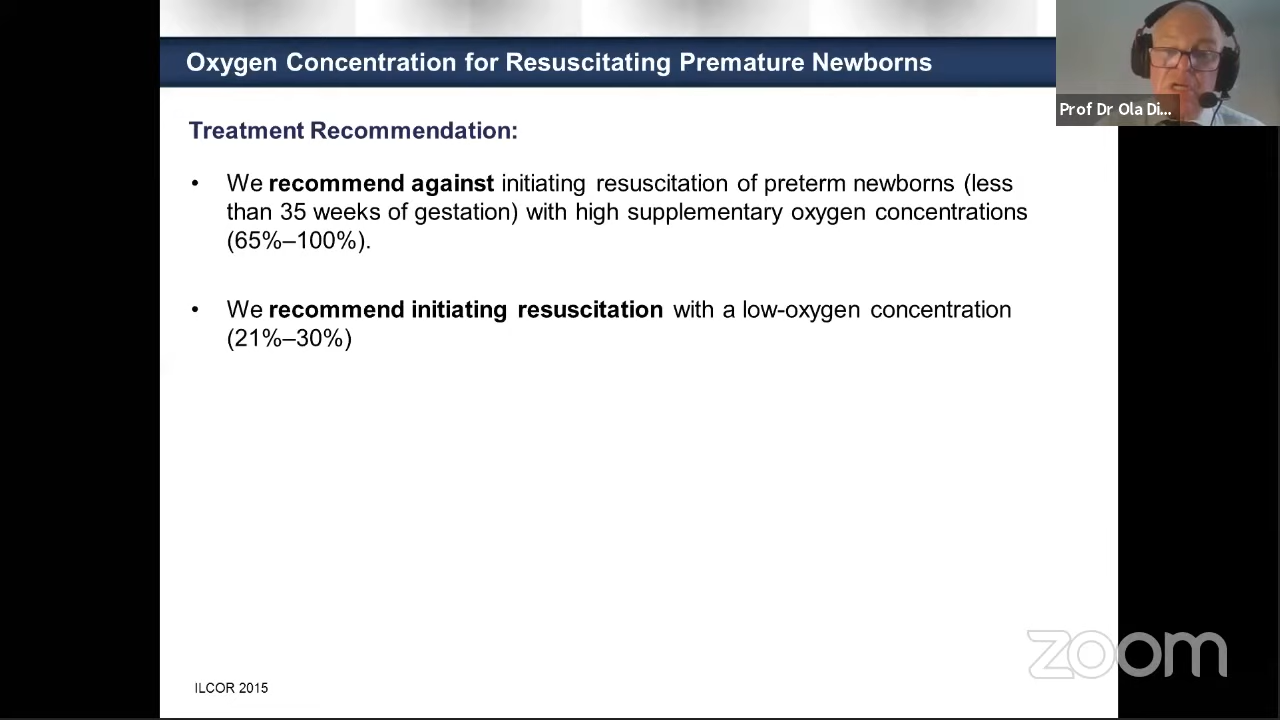 Oxygen Concentration for Resuscitating Premature Newborns
Prof Dr Ola Di...
Treatment Recommendation:
• We recommend against initiating resuscitation of preterm newborns (less
than 35 weeks of gestation) with high supplementary oxygen concentrations
(65%–100%).
• We recommend initiating resuscitation with a low-oxygen concentration
(21%–30%)
zoom
ILCOR 2015